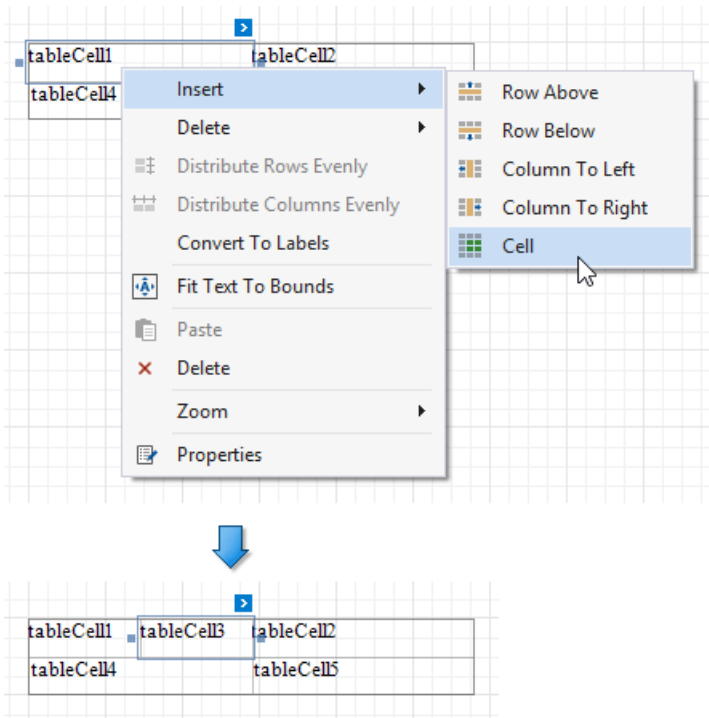 tableCell1 tableCell2
tableCell4
Insert
Delete
Distribute Rows Evenly
Distribute Columns Evenly
Convert To Labels
Fit Text To Bounds
Paste
Delete
Zoom
Properties
Row Above
Row Below
Column To Left
Column To Right
Cell
tableCell1 tableCell3 tableCell2
tableCell4 tableCell5